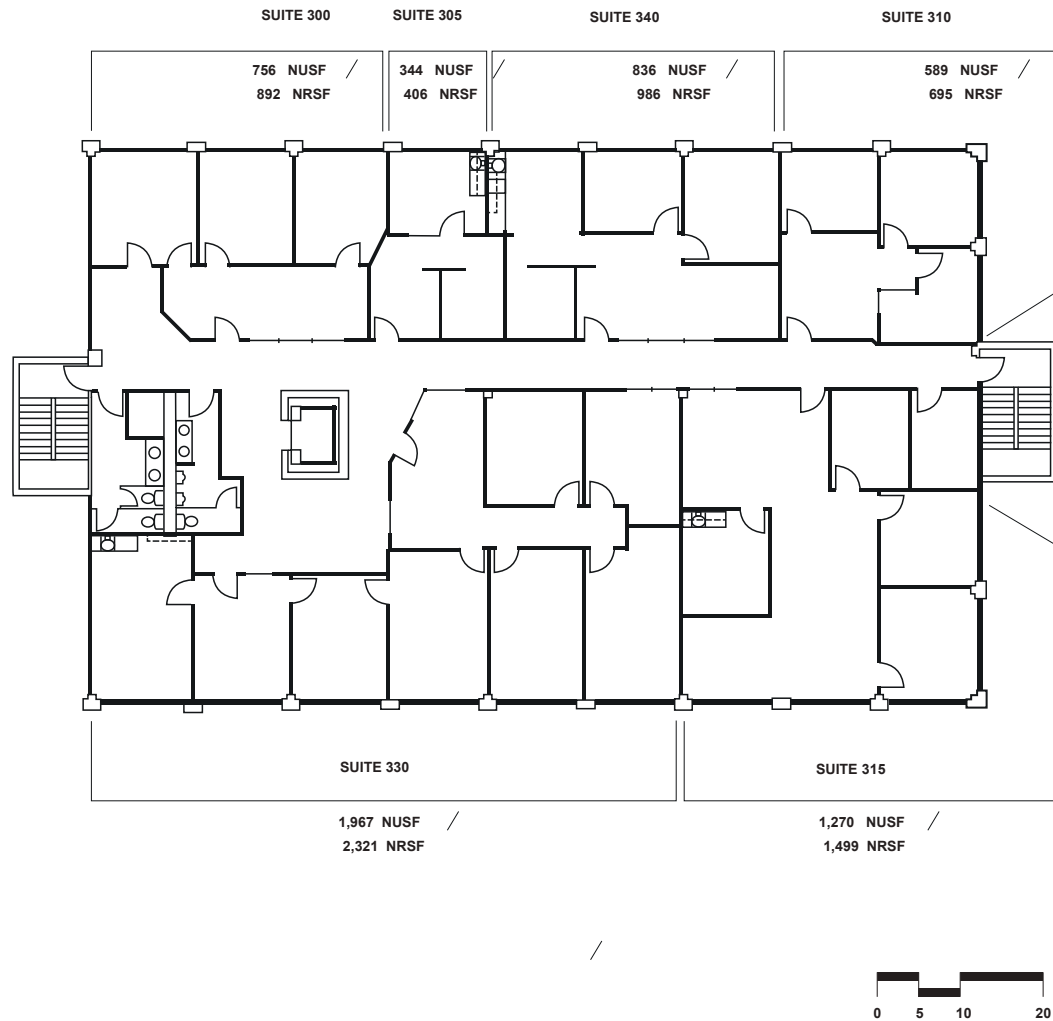 SUITE 300 SUITE 305 SUITE 340 SUITE 310
756 NUSF / 344 NUSF / 836 NUSF / 589 NUSF /
892 NRSF 406 NRSF 986 NRSF 695 NRSF
SUITE 330 SUITE 315
1,967 NUSF / 1,270 NUSF /
2,321 NRSF 1,499 NRSF
/
0 5 10 20